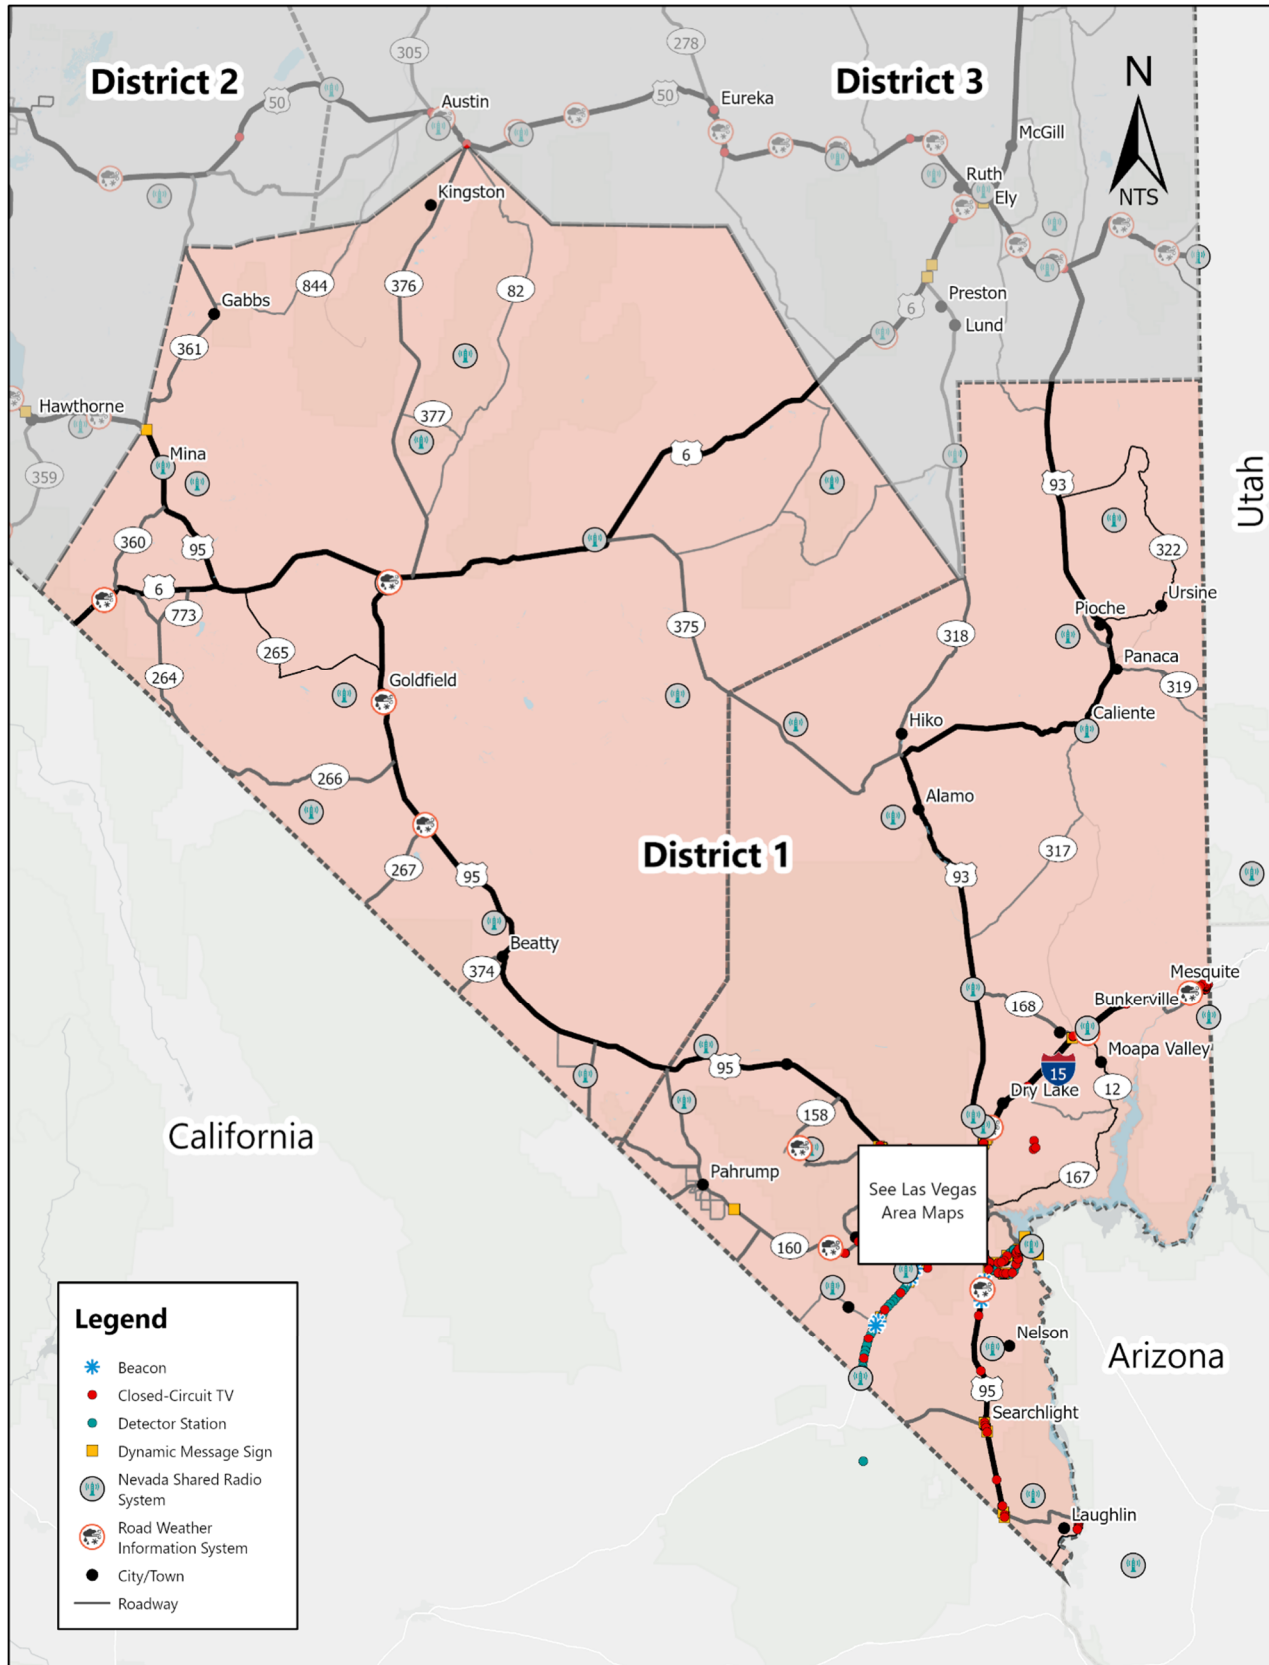 278
305
District 2
District 3
N
50
50
Eureka
Austin
McGill
Ruth
NTS
Kingston
Ely
844
376
82
Preston
Gabbs
6
Lund
361
Hawthorne
377
Mina
6
359
93
Utah
360
95
322
6
Ursine
773
Pioche
375
318
265
Panaca
264
Goldfield
319
Caliente
Hiko
266
Alamo
District 1
317
267
95
93
Beatty
374
Mesquite
168
Bunkerville
Moapa Valley
95
15
Dry Lake
12
158
California
Pahrump
167
See Las Vegas
Area Maps
160
Legend
Nelson
Arizona
Beacon
95
Closed-Circuit TV
Searchlight
Detector Station
Dynamic Message Sign
Nevada Shared Radio
System
Laughlin
Road Weather
Information System
City/Town
Roadway